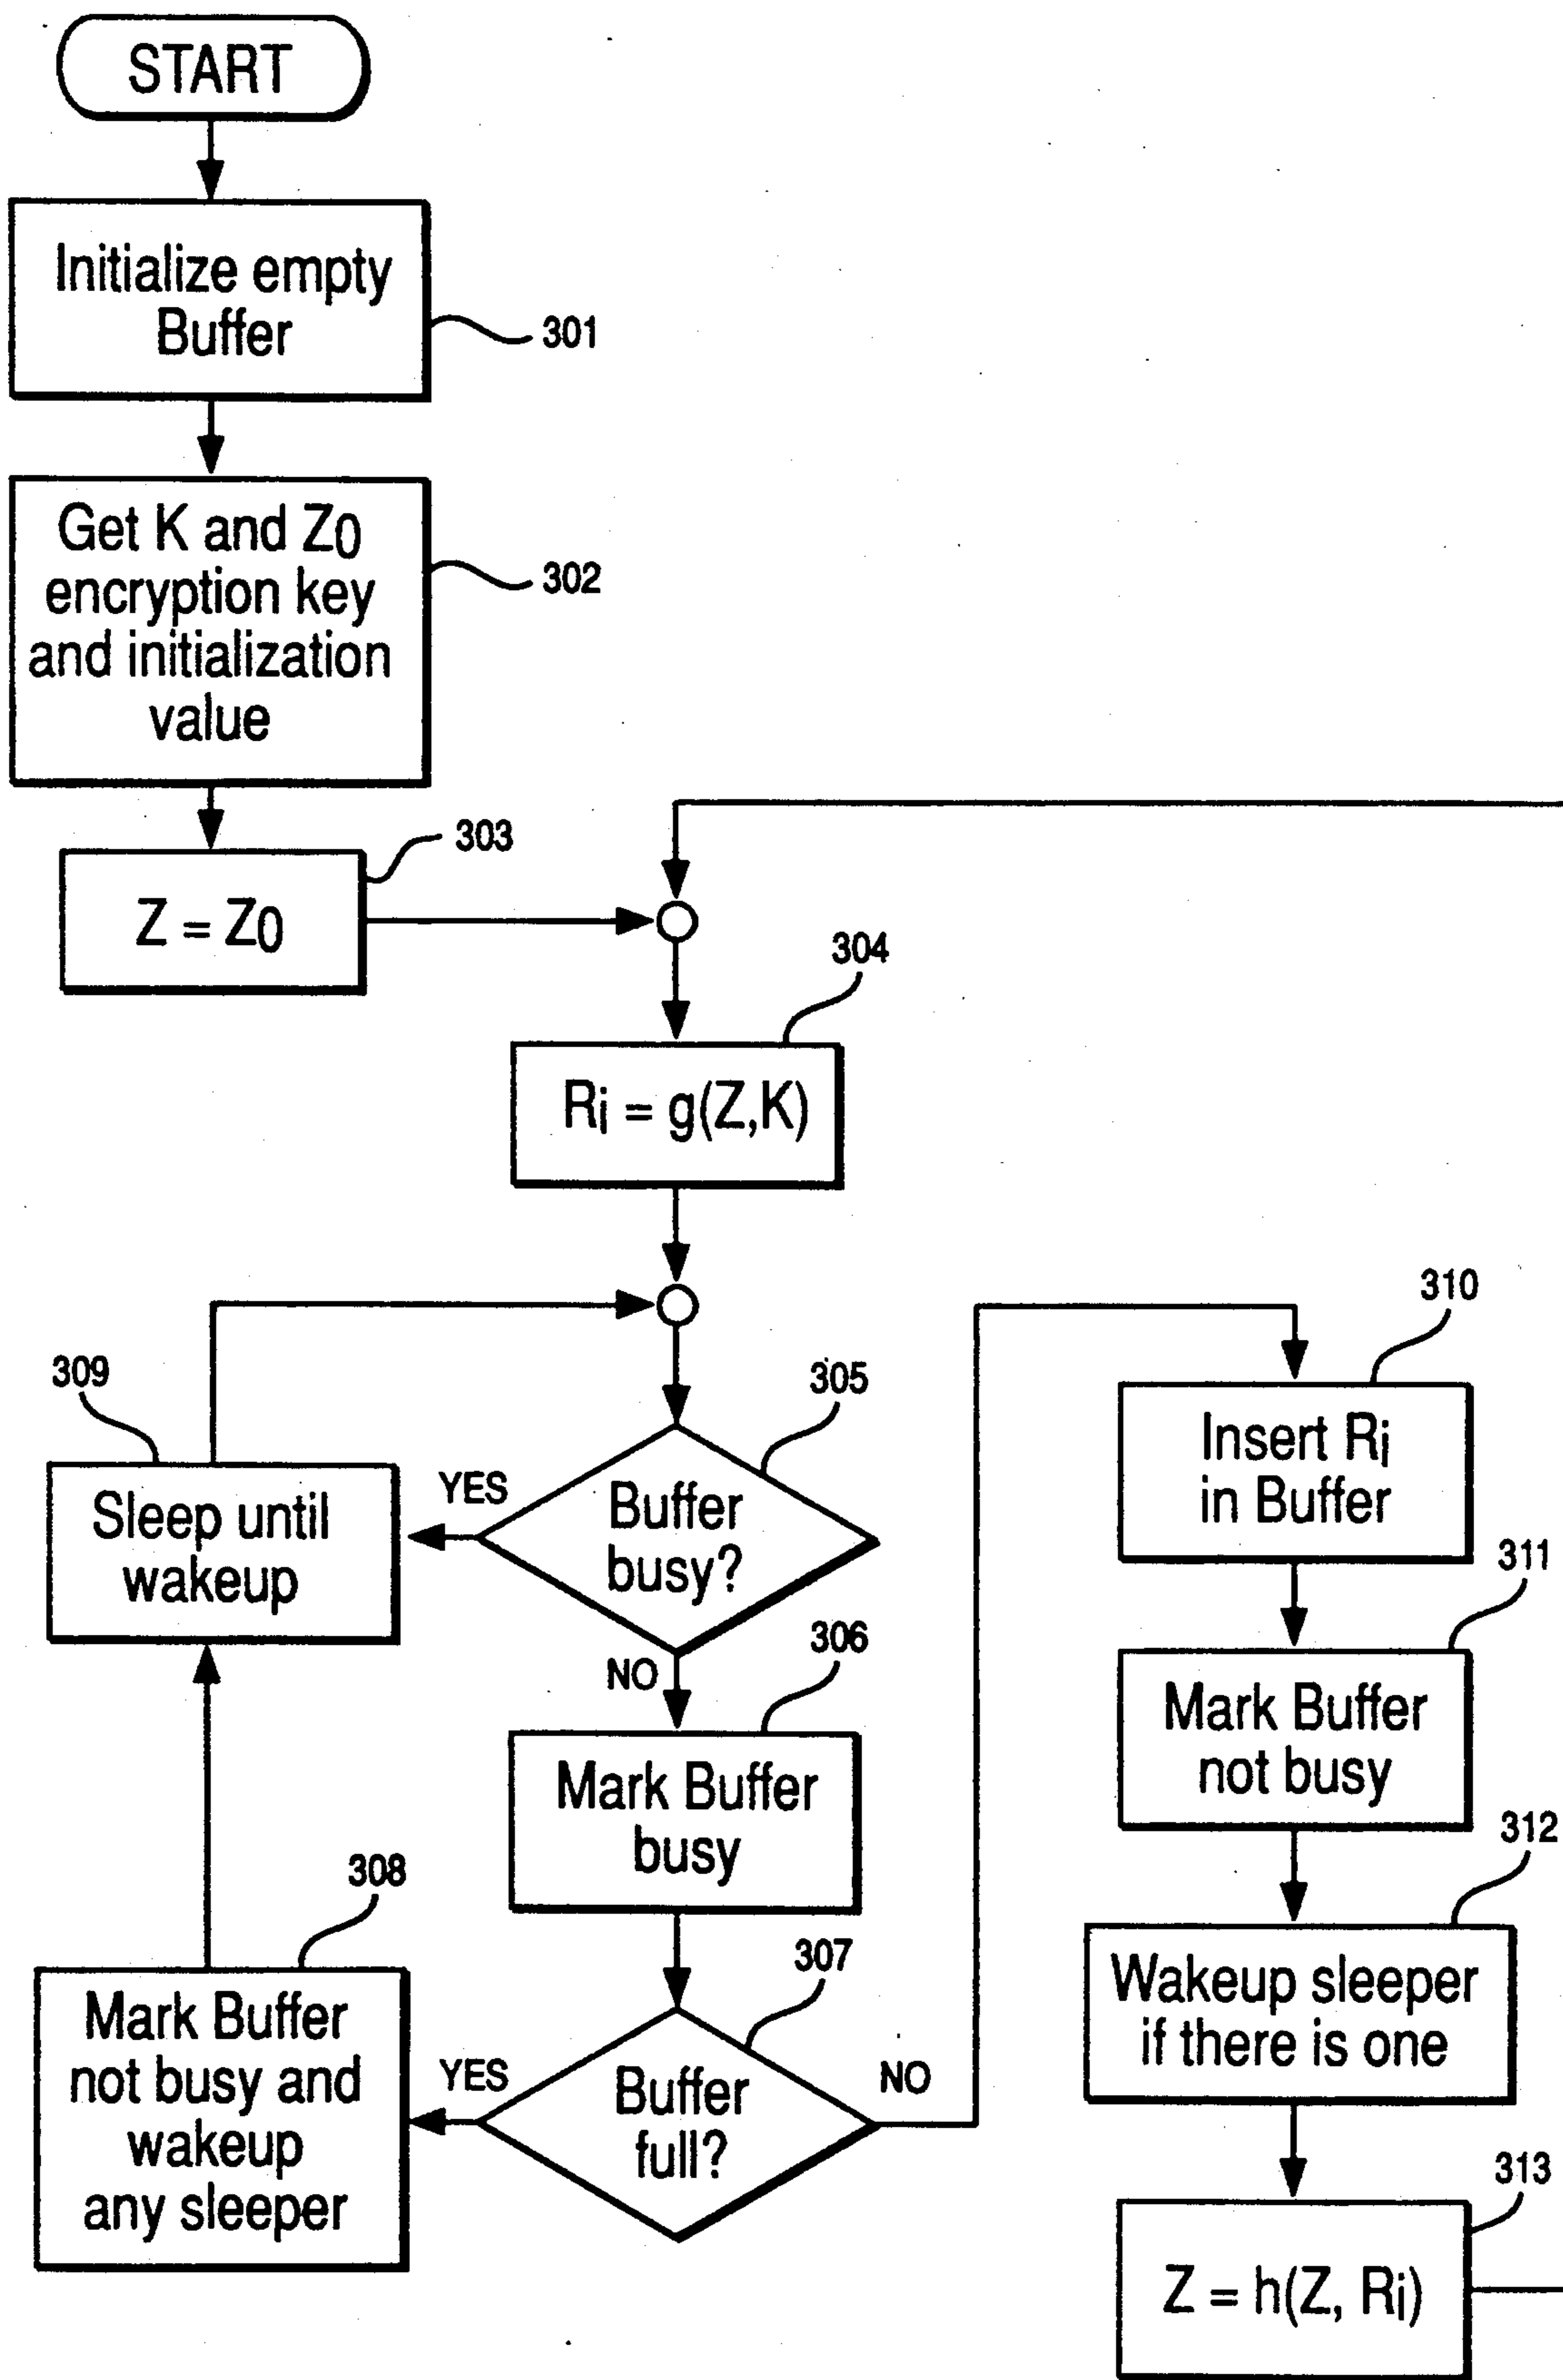 START
Initialize empty
Buffer
301
Get K and Z0
encryption key
and initialization
value
302
303
Z = Z0
304
Ri = g(Z,K)
309
Sleep until
wakeup
YES
305
Buffer
busy?
NO
306
Mark Buffer
busy
308
Mark Buffer
not busy and
wakeup
any sleeper
YES
307
Buffer
full?
NO
310
Insert Ri
in Buffer
311
Mark Buffer
not busy
312
Wakeup sleeper
if there is one
313
Z = h(Z, Ri)